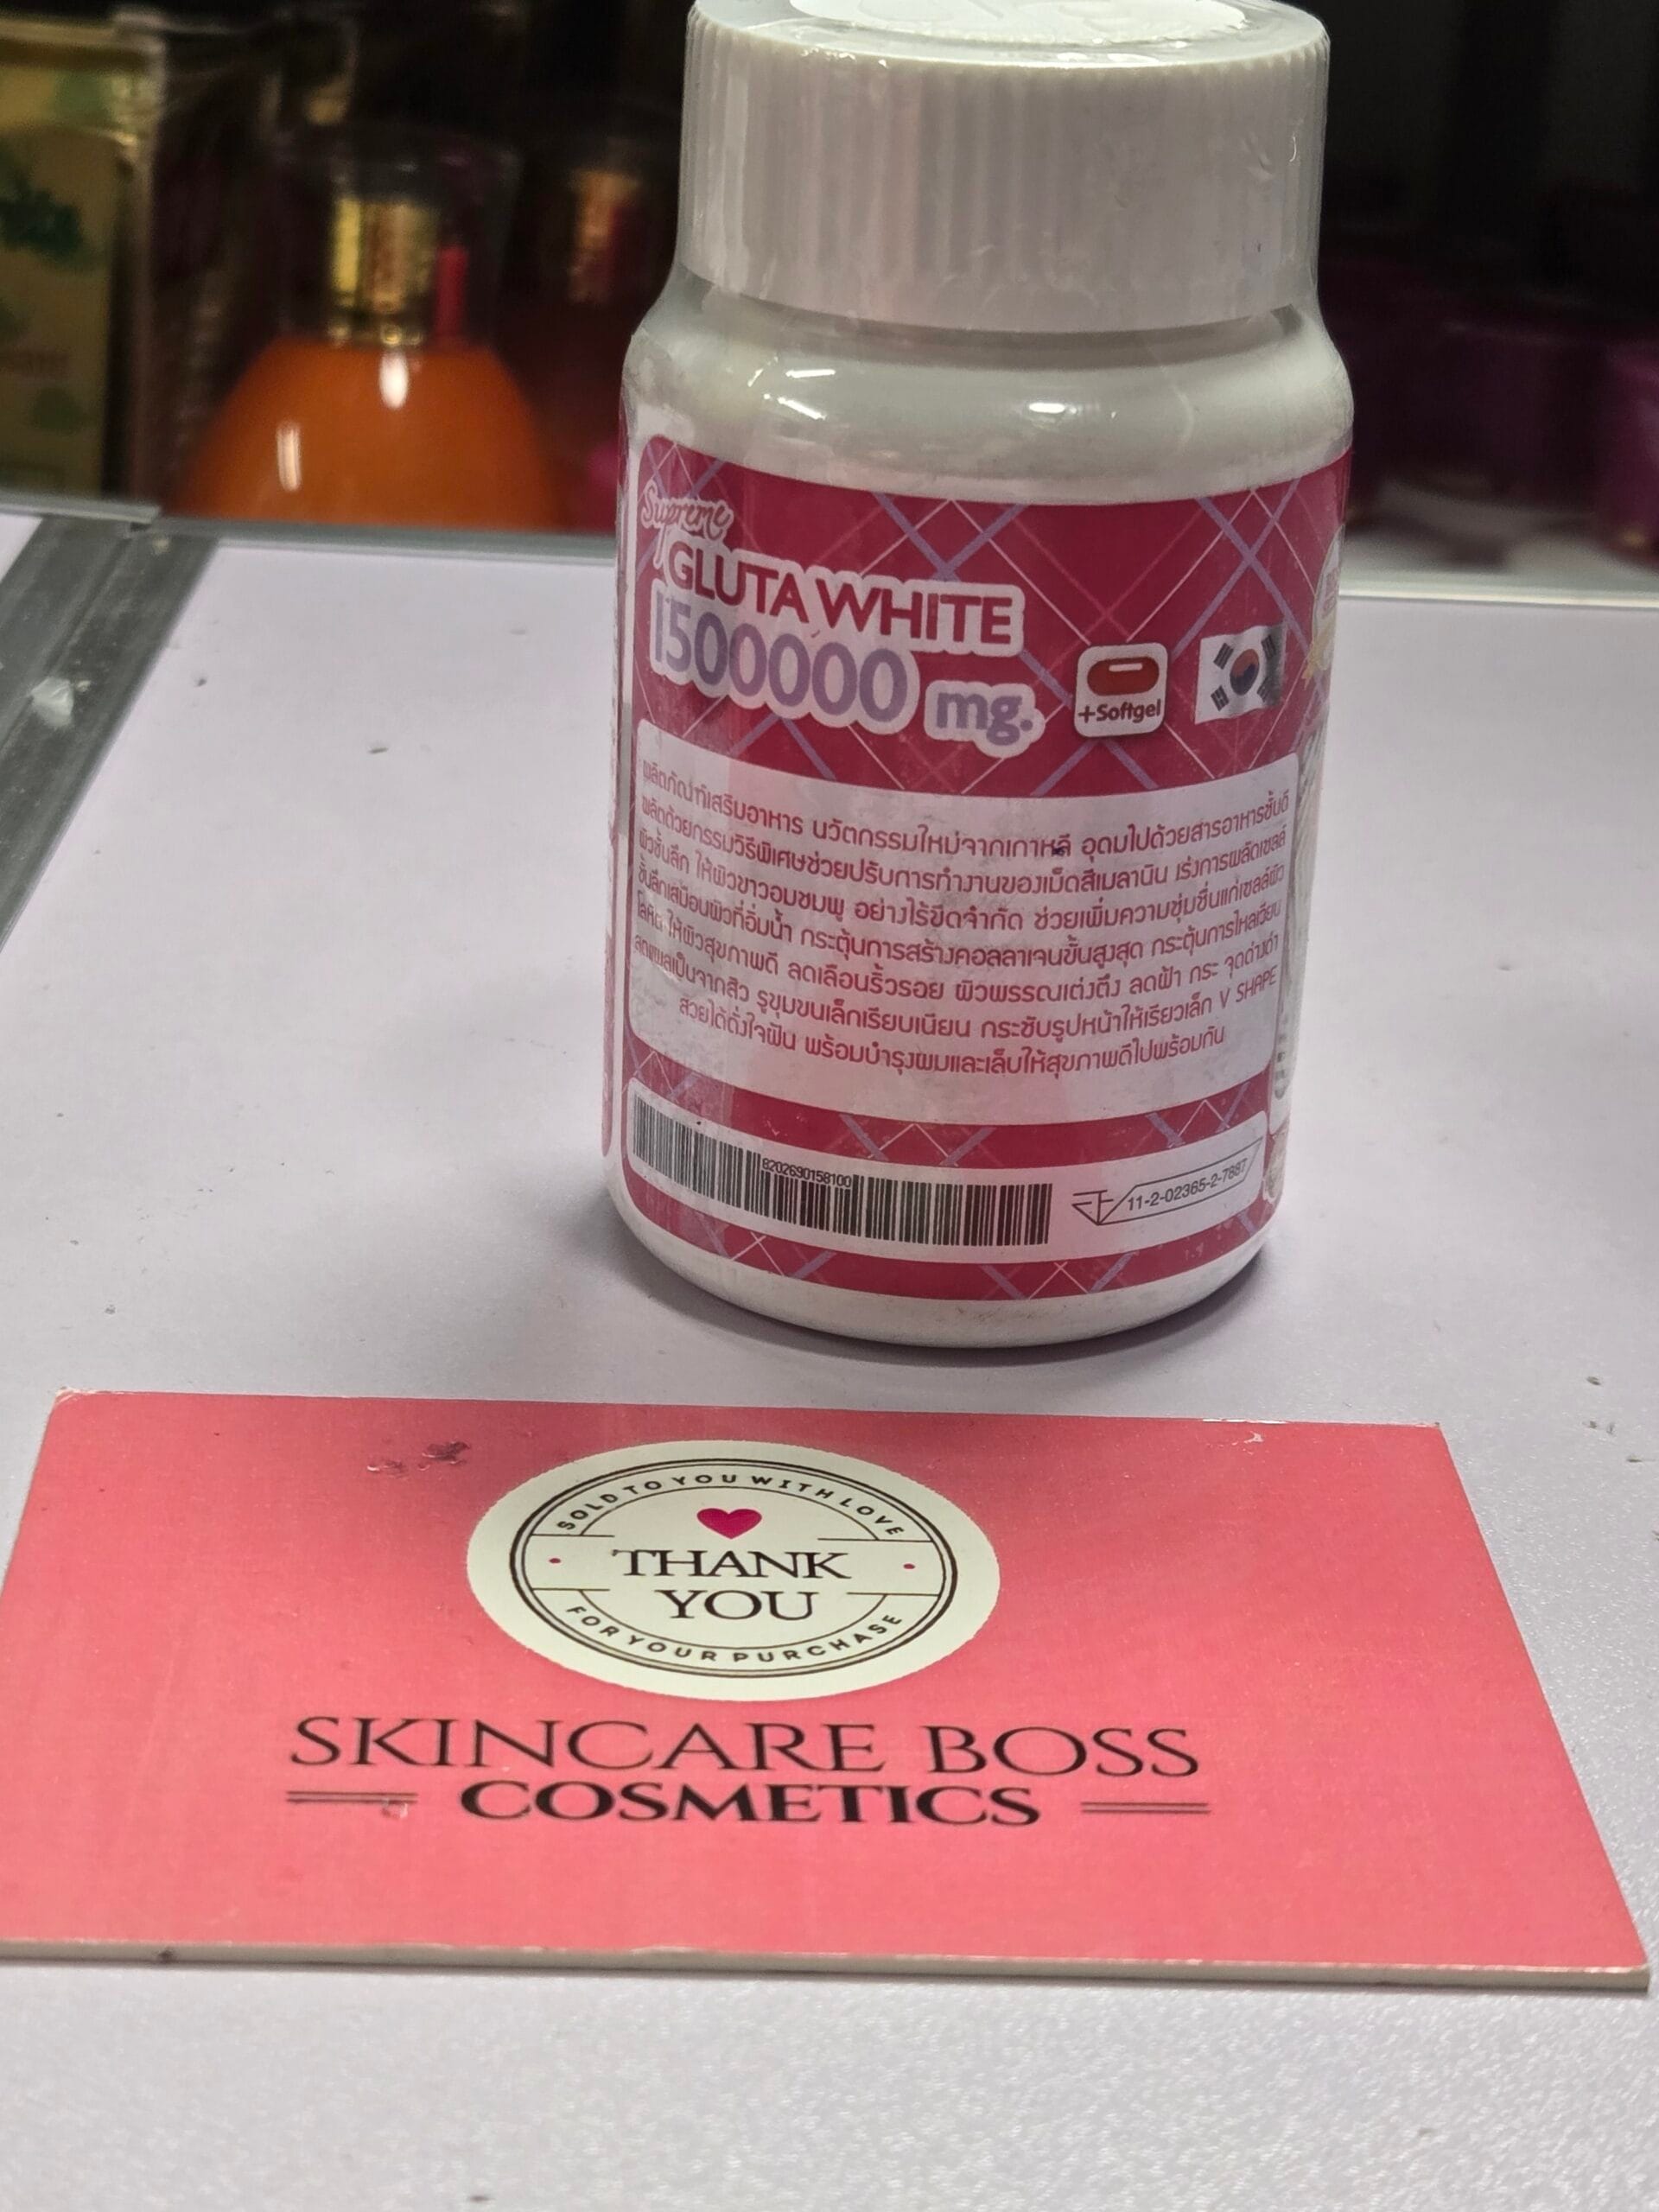 Supreme
GLUTA WHITE
1500000 mg.
+Softgel
ผลิตภัณฑ์เสริมอาหาร นวัตกรรมใหม่จากเกาหลี อุดมไปด้วยสารอาหารชั้นดี
ผลิตด้วยกรรมวิธีพิเศษช่วยปรับการทำงานของเม็ดสีเมลานิน เร่งการผลัดเซลล์
ผิวชั้นลึก ให้ผิวขาวอมชมพู อย่างไร้ขีดจำกัด ช่วยเพิ่มความชุ่มชื่นแก่เซลล์ผิว
ชั้นลึกเสมือนผิวที่อิ่มน้ำ กระตุ้นการสร้างคอลลาเจนขั้นสูงสุด กระตุ้นการไหลเวียน
โลหิต ให้ผิวสุขภาพดี ลดเลือนริ้วรอย ผิวพรรณเต่งตึง ลดฝ้า กระ จุดด่างดำ
ลดแผลเป็นจากสิว รูขุมขนเล็กเรียบเนียน กระชับรูปหน้าให้เรียวเล็ก V SHAPE
สวยได้ดั่งใจฝัน พร้อมบำรุงผมและเล็บให้สุขภาพดีไปพร้อมกัน
8202690158100
11-2-02365-2-7887
SOLD TO YOU WITH LOVE
THANK
YOU
FOR YOUR PURCHASE
SKINCARE BOSS
COSMETICS